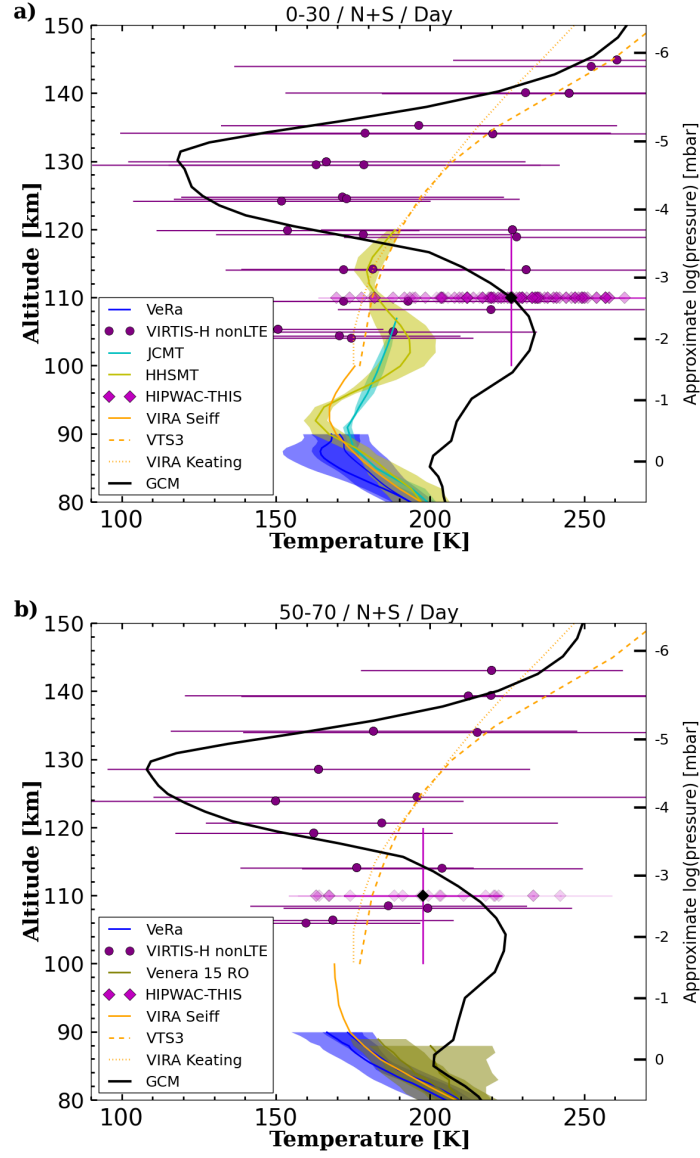 a)
0-30 / N+S / Day
150
140
130
120
110
100
90
80
Altitude [km]
-6
-5
-4
-3
-2
-1
0
Approximate log(pressure) [mbar]
VeRa
VIRTIS-H nonLTE
JCMT
HHSMT
HIPWAC-THIS
VIRA Seiff
VTS3
VIRA Keating
GCM
100 150 200 250
Temperature [K]
b)
50-70 / N+S / Day
150
140
130
120
110
100
90
80
Altitude [km]
-6
-5
-4
-3
-2
-1
0
Approximate log(pressure) [mbar]
VeRa
VIRTIS-H nonLTE
Venera 15 RO
HIPWAC-THIS
VIRA Seiff
VTS3
VIRA Keating
GCM
100 150 200 250
Temperature [K]